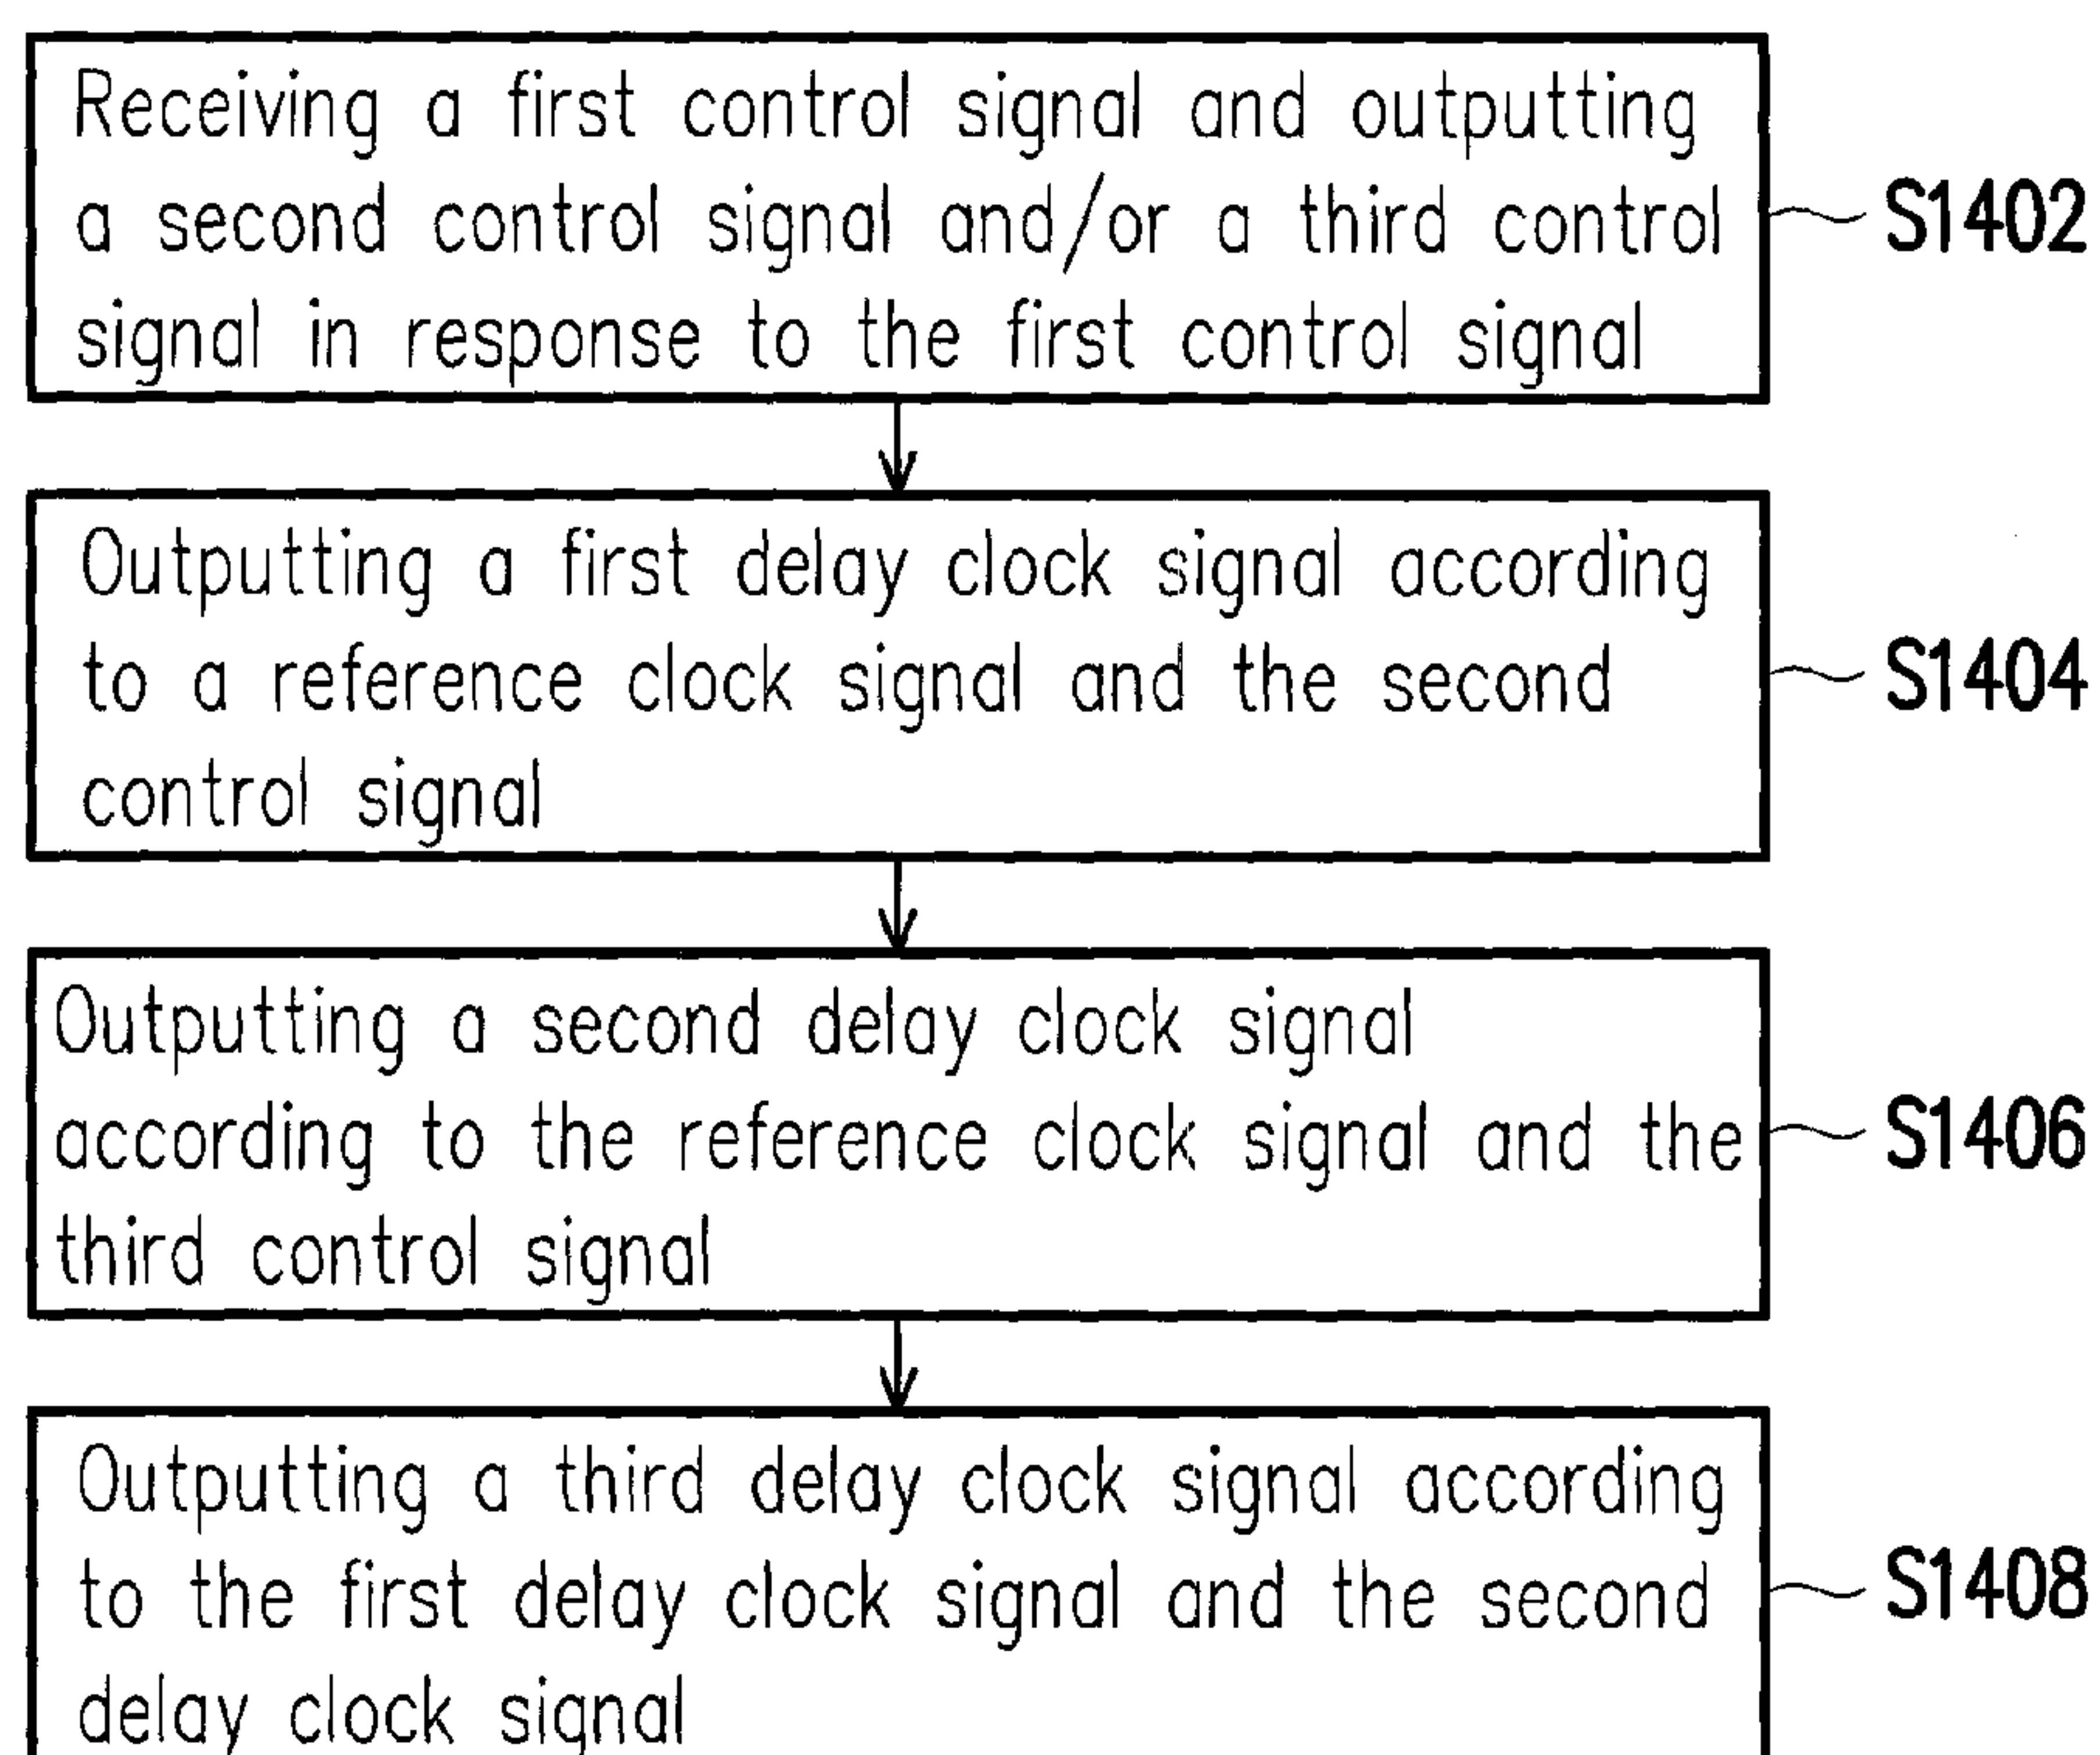 Receiving a first control signal and outputting
a second control signal and/or a third control
signal in response to the first control signal
S1402
Outputting a first delay clock signal according
to a reference clock signal and the second
control signal
S1404
Outputting a second delay clock signal
according to the reference clock signal and the
third control signal
S1406
Outputting a third delay clock signal according
to the first delay clock signal and the second
delay clock signal
S1408